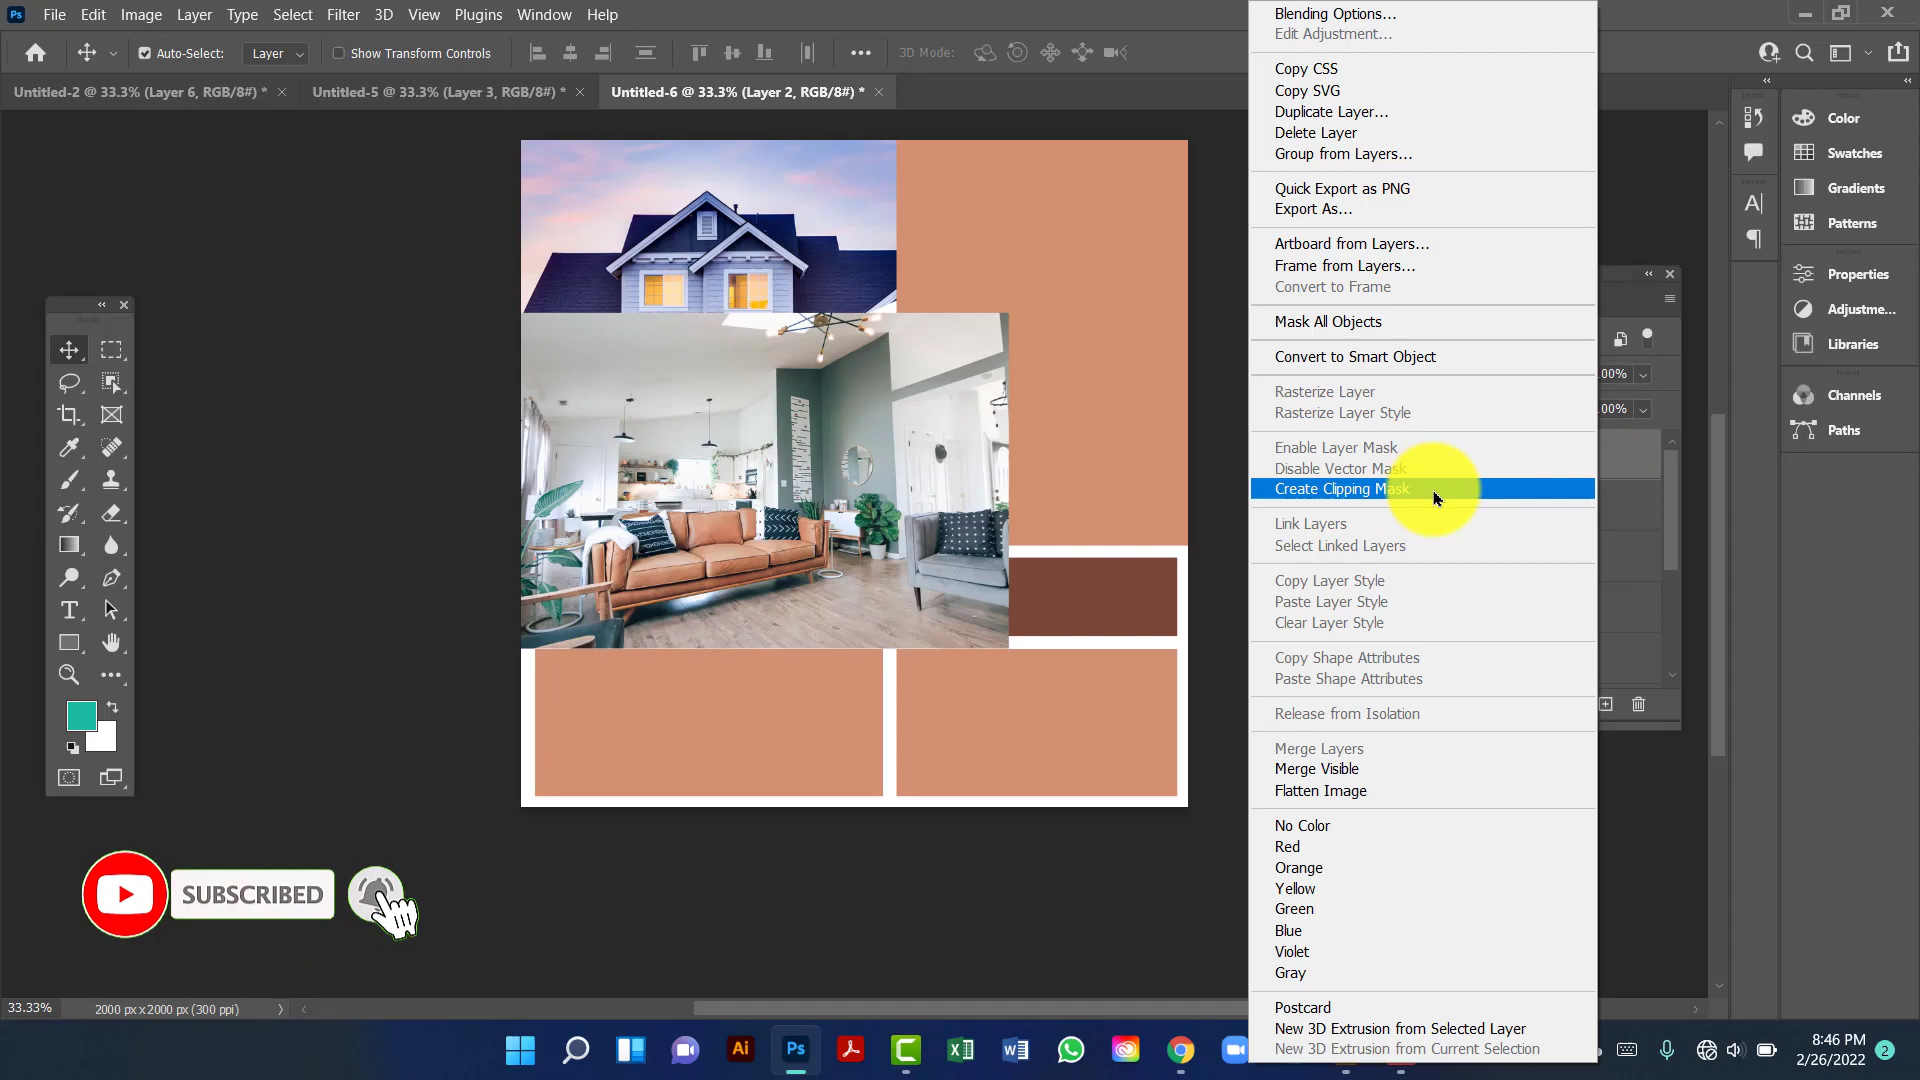 Ps File Edit Image Layer Type Select Filter 3D View Plugins Window Help
Auto-Select: Layer Show Transform Controls 3D Mode:
Untitled-2 @ 33.3% (Layer 6, RGB/8#) * Untitled-5 @ 33.3% (Layer 3, RGB/8#) * Untitled-6 @ 33.3% (Layer 2, RGB/8#) *
Blending Options...
Edit Adjustment...
Copy CSS
Copy SVG
Duplicate Layer...
Delete Layer
Group from Layers...
Quick Export as PNG
Export As...
Artboard from Layers...
Frame from Layers...
Convert to Frame
Mask All Objects
Convert to Smart Object
Rasterize Layer
Rasterize Layer Style
Enable Layer Mask
Disable Vector Mask
Create Clipping Mask
Link Layers
Select Linked Layers
Copy Layer Style
Paste Layer Style
Clear Layer Style
Copy Shape Attributes
Paste Shape Attributes
Release from Isolation
Merge Layers
Merge Visible
Flatten Image
No Color
Red
Orange
Yellow
Green
Blue
Violet
Gray
Postcard
New 3D Extrusion from Selected Layer
New 3D Extrusion from Current Selection
00%
00%
Color
Swatches
Gradients
Patterns
Properties
Adjustme...
Libraries
Channels
Paths
SUBSCRIBED
33.33% 2000 px x 2000 px (300 ppi)
Ai Ps
8:46 PM
2/26/2022
2